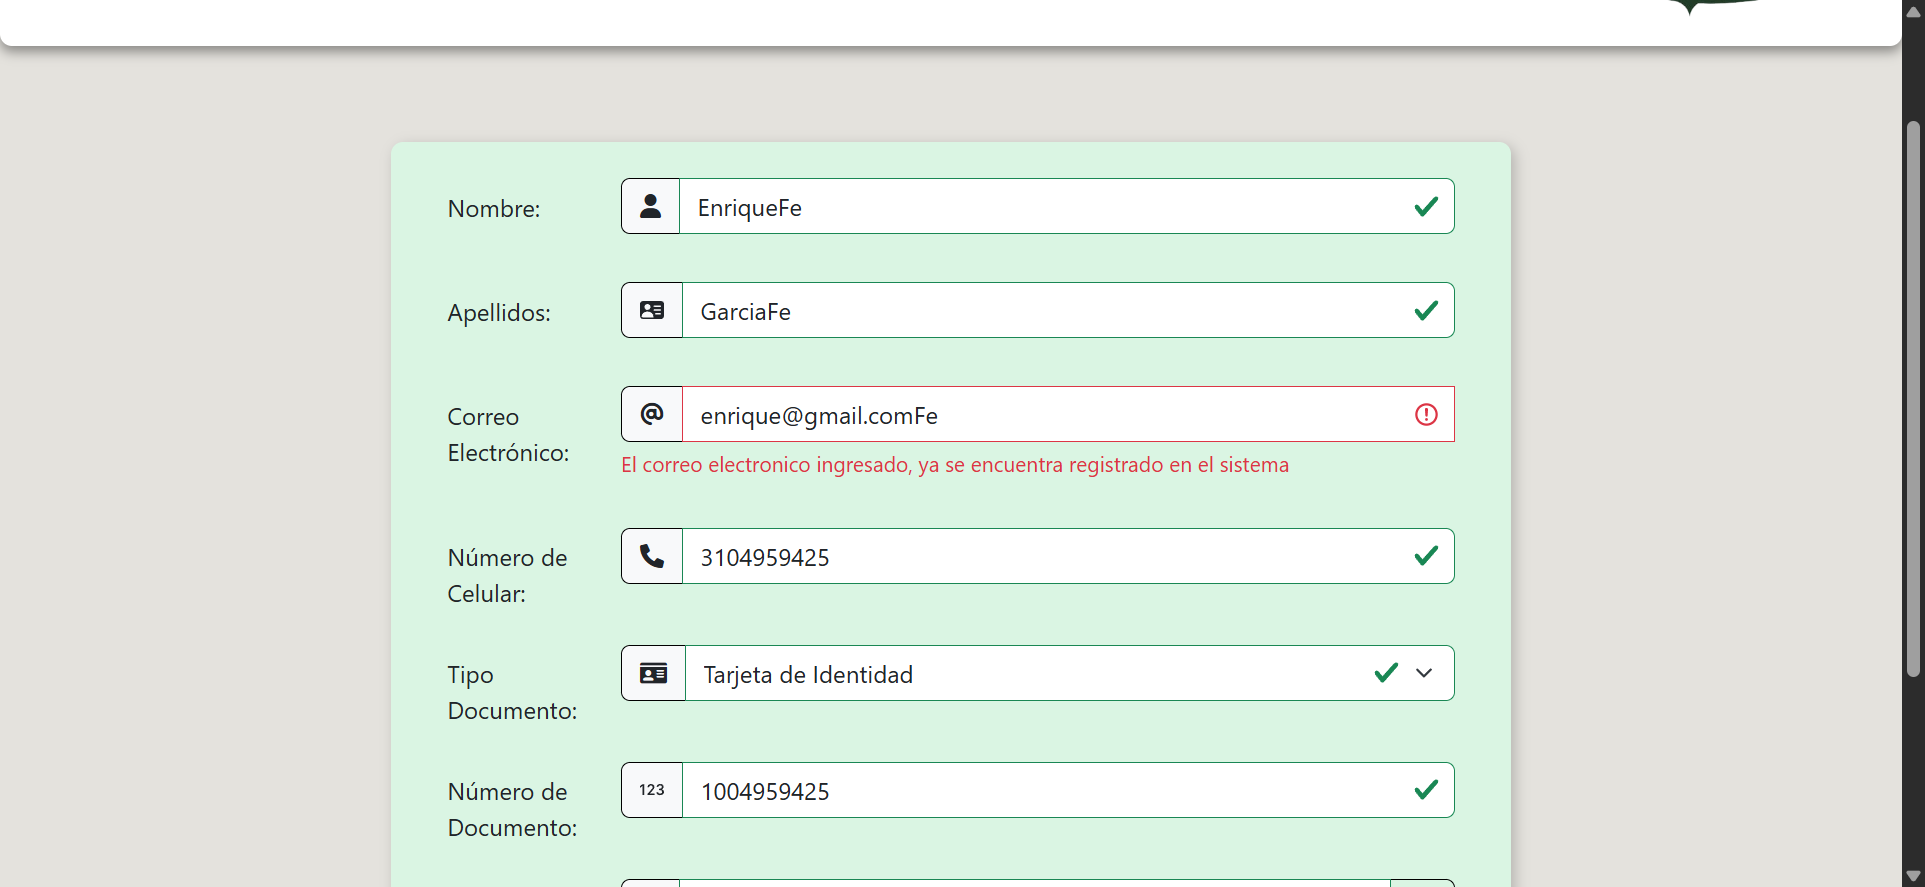 Nombre:
EnriqueFe
Apellidos:
GarciaFe
Correo
Electrónico:
@
enrique@gmail.comFe
El correo electronico ingresado, ya se encuentra registrado en el sistema
Número de
Celular:
3104959425
Tipo
Documento:
Tarjeta de Identidad
Número de
Documento:
123
1004959425